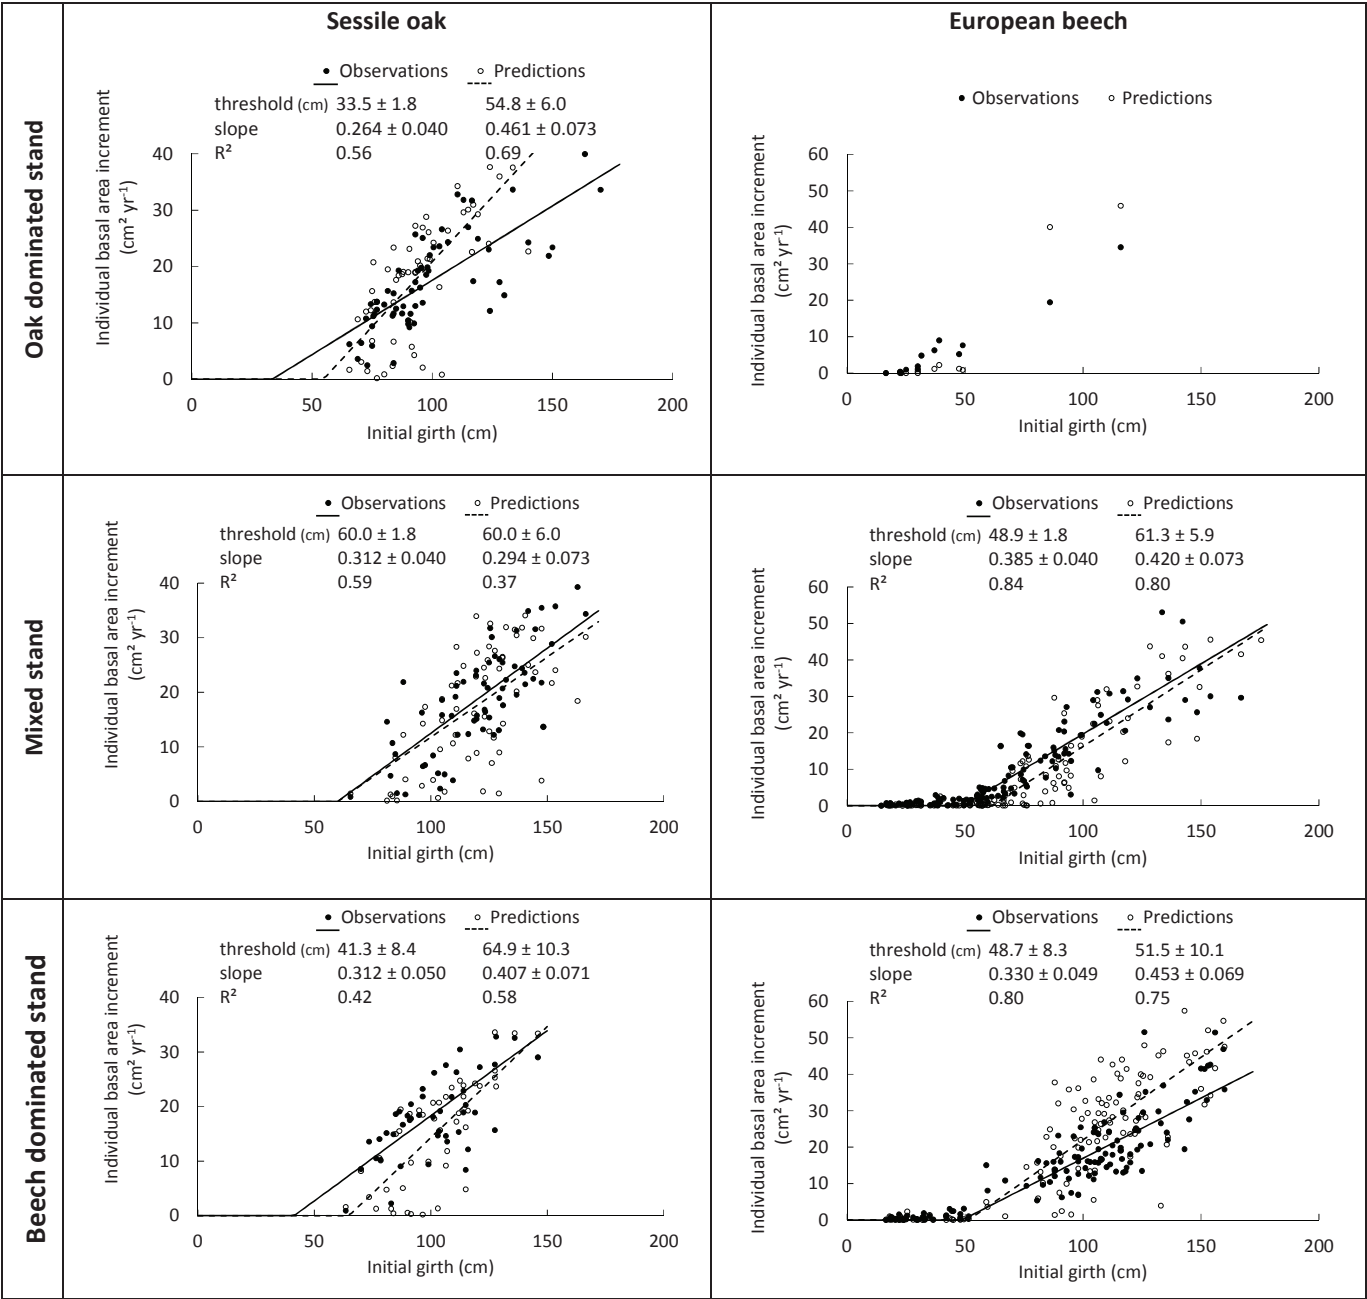 Sessile oak
European beech
Oak dominated stand
Observations Predictions
threshold (cm) 33.5 ± 1.8 54.8 ± 6.0
slope 0.264 ± 0.040 0.461 ± 0.073
R² 0.56 0.69
Individual basal area increment
(cm² yr⁻¹)
40
30
20
10
0
0 50 100 150 200
Initial girth (cm)
Observations Predictions
Individual basal area increment
(cm² yr⁻¹)
60
50
40
30
20
10
0
0 50 100 150 200
Initial girth (cm)
Mixed stand
Observations Predictions
threshold (cm) 60.0 ± 1.8 60.0 ± 6.0
slope 0.312 ± 0.040 0.294 ± 0.073
R² 0.59 0.37
Individual basal area increment
(cm² yr⁻¹)
40
30
20
10
0
0 50 100 150 200
Initial girth (cm)
Observations Predictions
threshold (cm) 48.9 ± 1.8 61.3 ± 5.9
slope 0.385 ± 0.040 0.420 ± 0.073
R² 0.84 0.80
Individual basal area increment
(cm² yr⁻¹)
60
50
40
30
20
10
0
0 50 100 150 200
Initial girth (cm)
Beech dominated stand
Observations Predictions
threshold (cm) 41.3 ± 8.4 64.9 ± 10.3
slope 0.312 ± 0.050 0.407 ± 0.071
R² 0.42 0.58
Individual basal area increment
(cm² yr⁻¹)
40
30
20
10
0
0 50 100 150 200
Initial girth (cm)
Observations Predictions
threshold (cm) 48.7 ± 8.3 51.5 ± 10.1
slope 0.330 ± 0.049 0.453 ± 0.069
R² 0.80 0.75
Individual basal area increment
(cm² yr⁻¹)
60
50
40
30
20
10
0
0 50 100 150 200
Initial girth (cm)